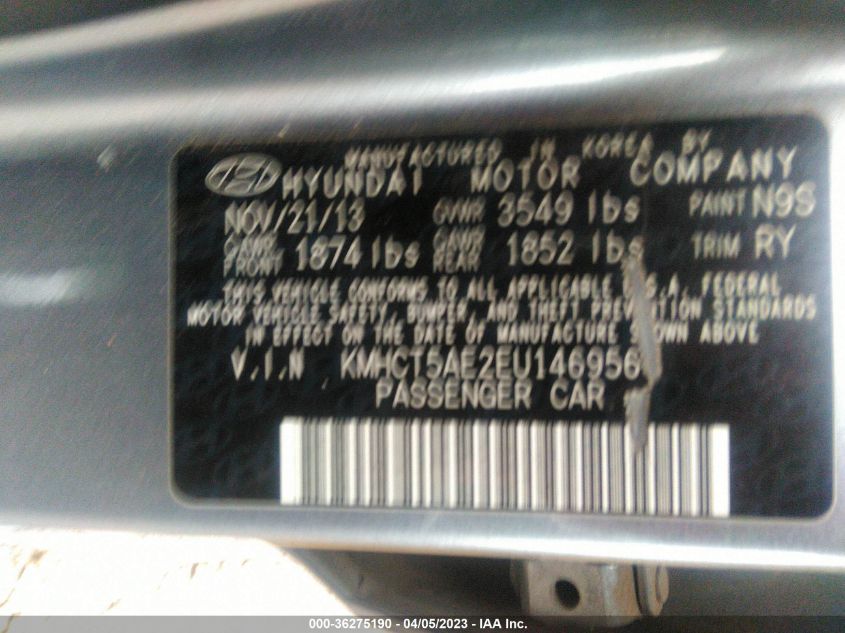 MANUFACTURED IN KOREA BY
HYUNDAI MOTOR COMPANY
NOV/21/13 GVWR 3549 lbs PAINT N9S
GAWR FRONT 1874 lbs GAWR REAR 1852 lbs TRIM RY
THIS VEHICLE CONFORMS TO ALL APPLICABLE U.S.A. FEDERAL
MOTOR VEHICLE SAFETY, BUMPER, AND THEFT PREVENTION STANDARDS
IN EFFECT ON THE DATE OF MANUFACTURE SHOWN ABOVE
V.I.N KMHCT5AE2EU146956
PASSENGER CAR
000-36275190 - 04/05/2023 - IAA Inc.